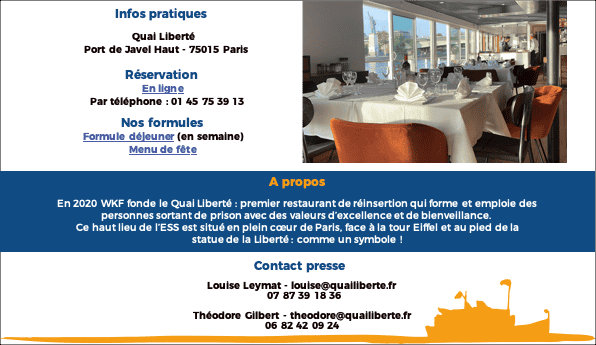 Infos pratiques
Quai Liberté
Port de Javel Haut - 75015 Paris
Réservation
En ligne
Par téléphone : 01 45 75 39 13
Nos formules
Formule déjeuner (en semaine)
Menu de fête
A propos
En 2020 WKF fonde le Quai Liberté : premier restaurant de réinsertion qui forme et emploie des
personnes sortant de prison avec des valeurs d'excellence et de bienveillance.
Ce haut lieu de l'ESS est situé en plein cœur de Paris, face à la tour Eiffel et au pied de la
statue de la Liberté : comme un symbole !
Contact presse
Louise Leymat - louise@quailiberte.fr
07 87 39 18 36
Théodore Gilbert - theodore@quailiberte.fr
06 82 42 09 24